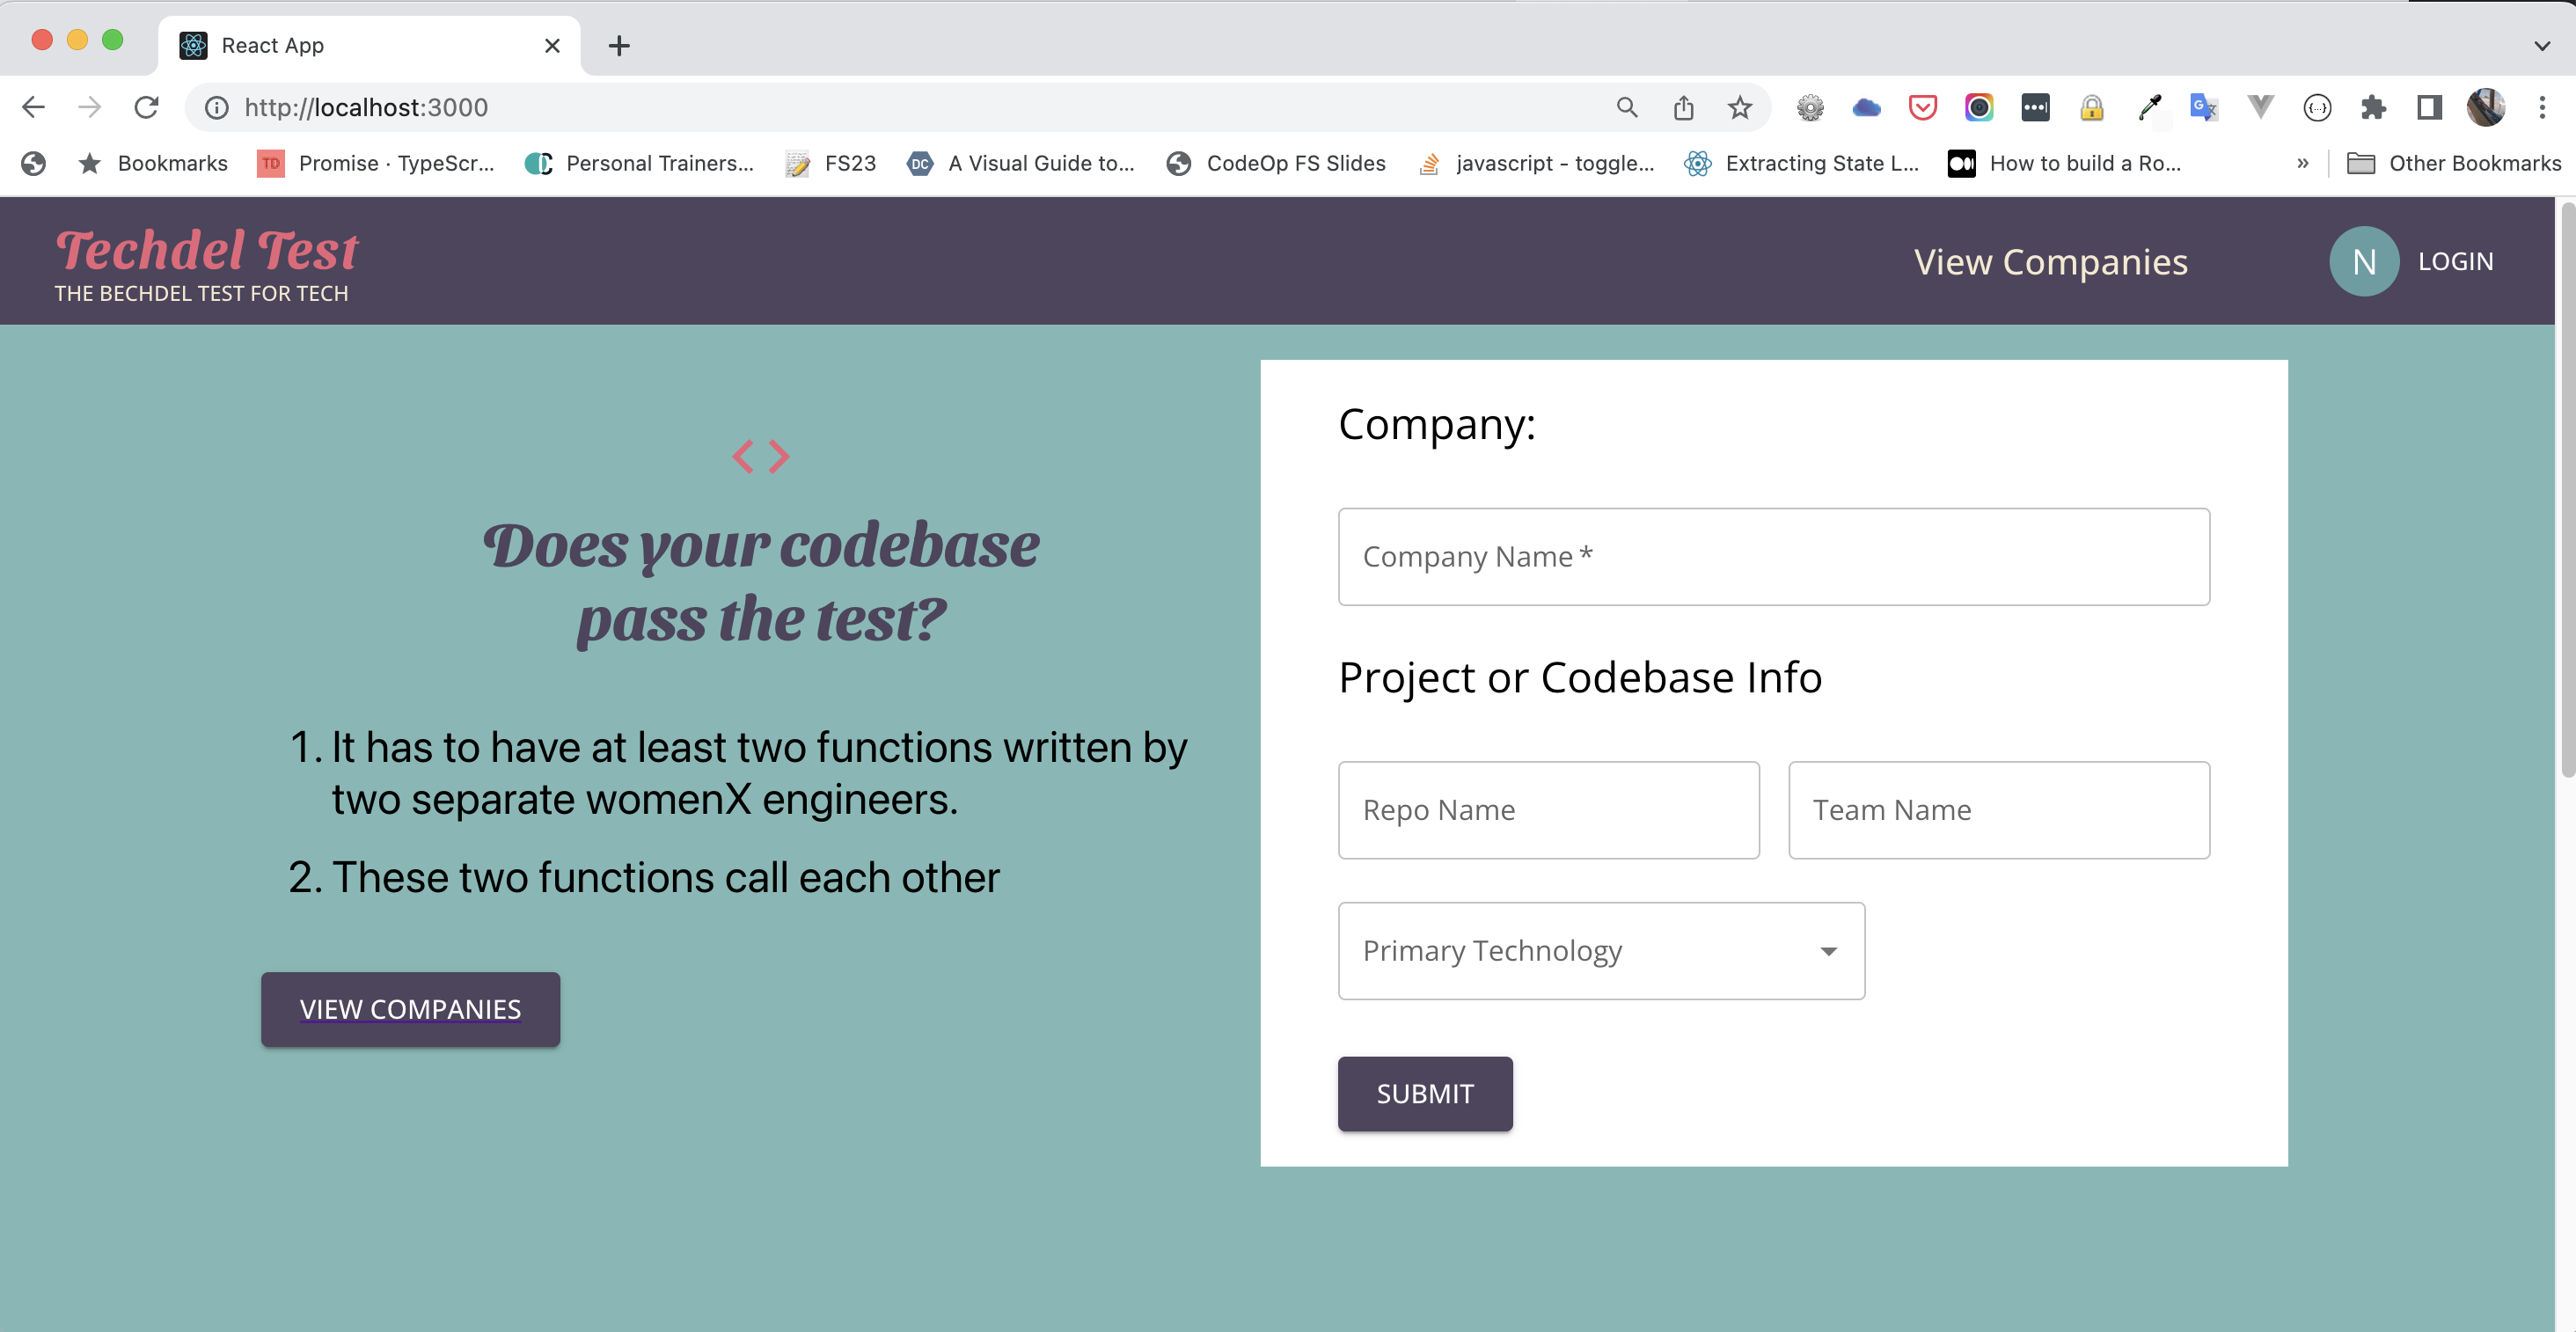 React App
http://localhost:3000
Bookmarks
TD
Promise · TypeScr...
Personal Trainers...
FS23
DC
A Visual Guide to...
CodeOp FS Slides
javascript - toggle...
Extracting State L...
How to build a Ro...
»
Other Bookmarks
Techdel Test
THE BECHDEL TEST FOR TECH
View Companies
N
LOGIN
< >
Does your codebase
pass the test?
1. It has to have at least two functions written by
two separate womenX engineers.
2. These two functions call each other
VIEW COMPANIES
Company:
Company Name *
Project or Codebase Info
Repo Name
Team Name
Primary Technology
SUBMIT